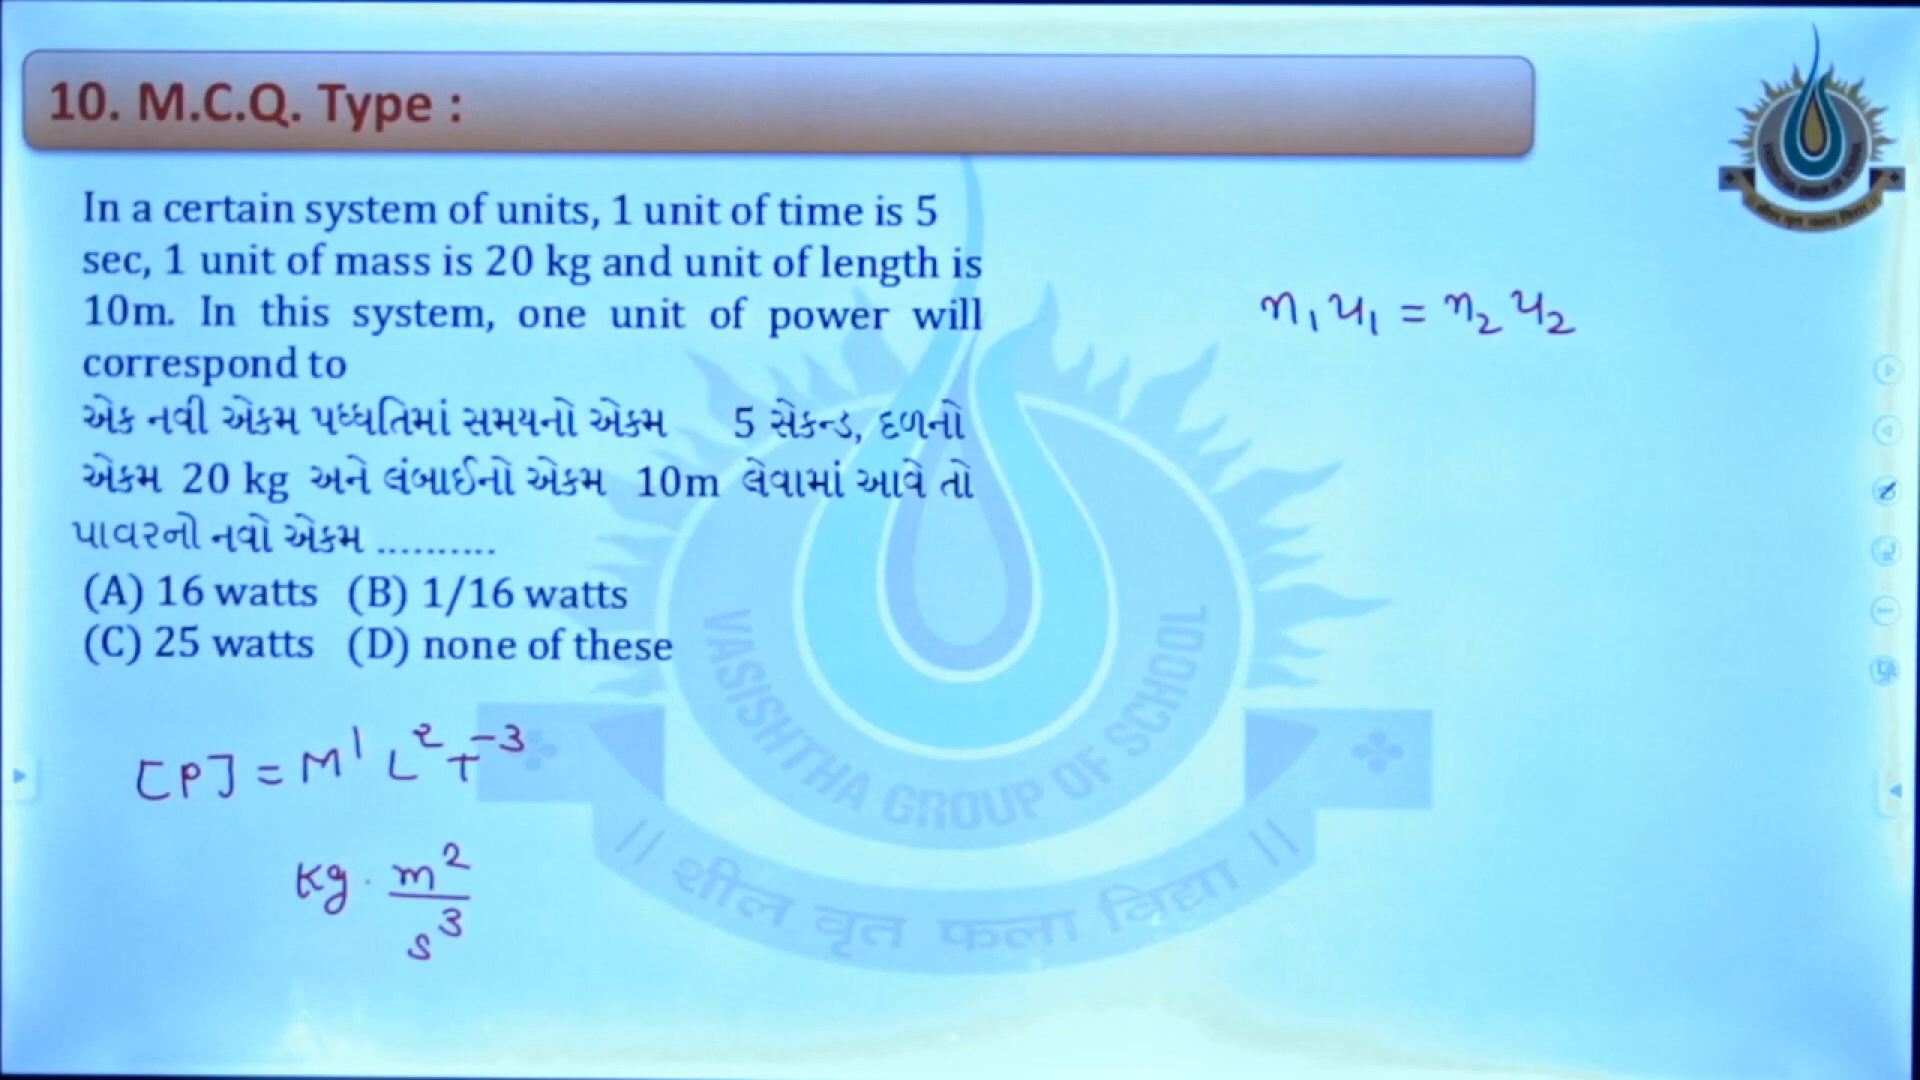 10. M.C.Q. Type :
In a certain system of units, 1 unit of time is 5
sec, 1 unit of mass is 20 kg and unit of length is
10m. In this system, one unit of power will
correspond to
એક નવી એકમ પધ્ધતિમાં સમયનો એકમ 5 સેકન્ડ, દળનો
એકમ 20 kg અને લંબાઈનો એકમ 10m લેવામાં આવે તો
પાવરનો નવો એકમ ..........
(A) 16 watts (B) 1/16 watts
(C) 25 watts (D) none of these
n₁u₁ = n₂u₂
[P] = M¹ L² T⁻³
kg · m²
s³
VASISHTHA GROUP OF SCHOOL
|| शील वृत फला विद्या ||